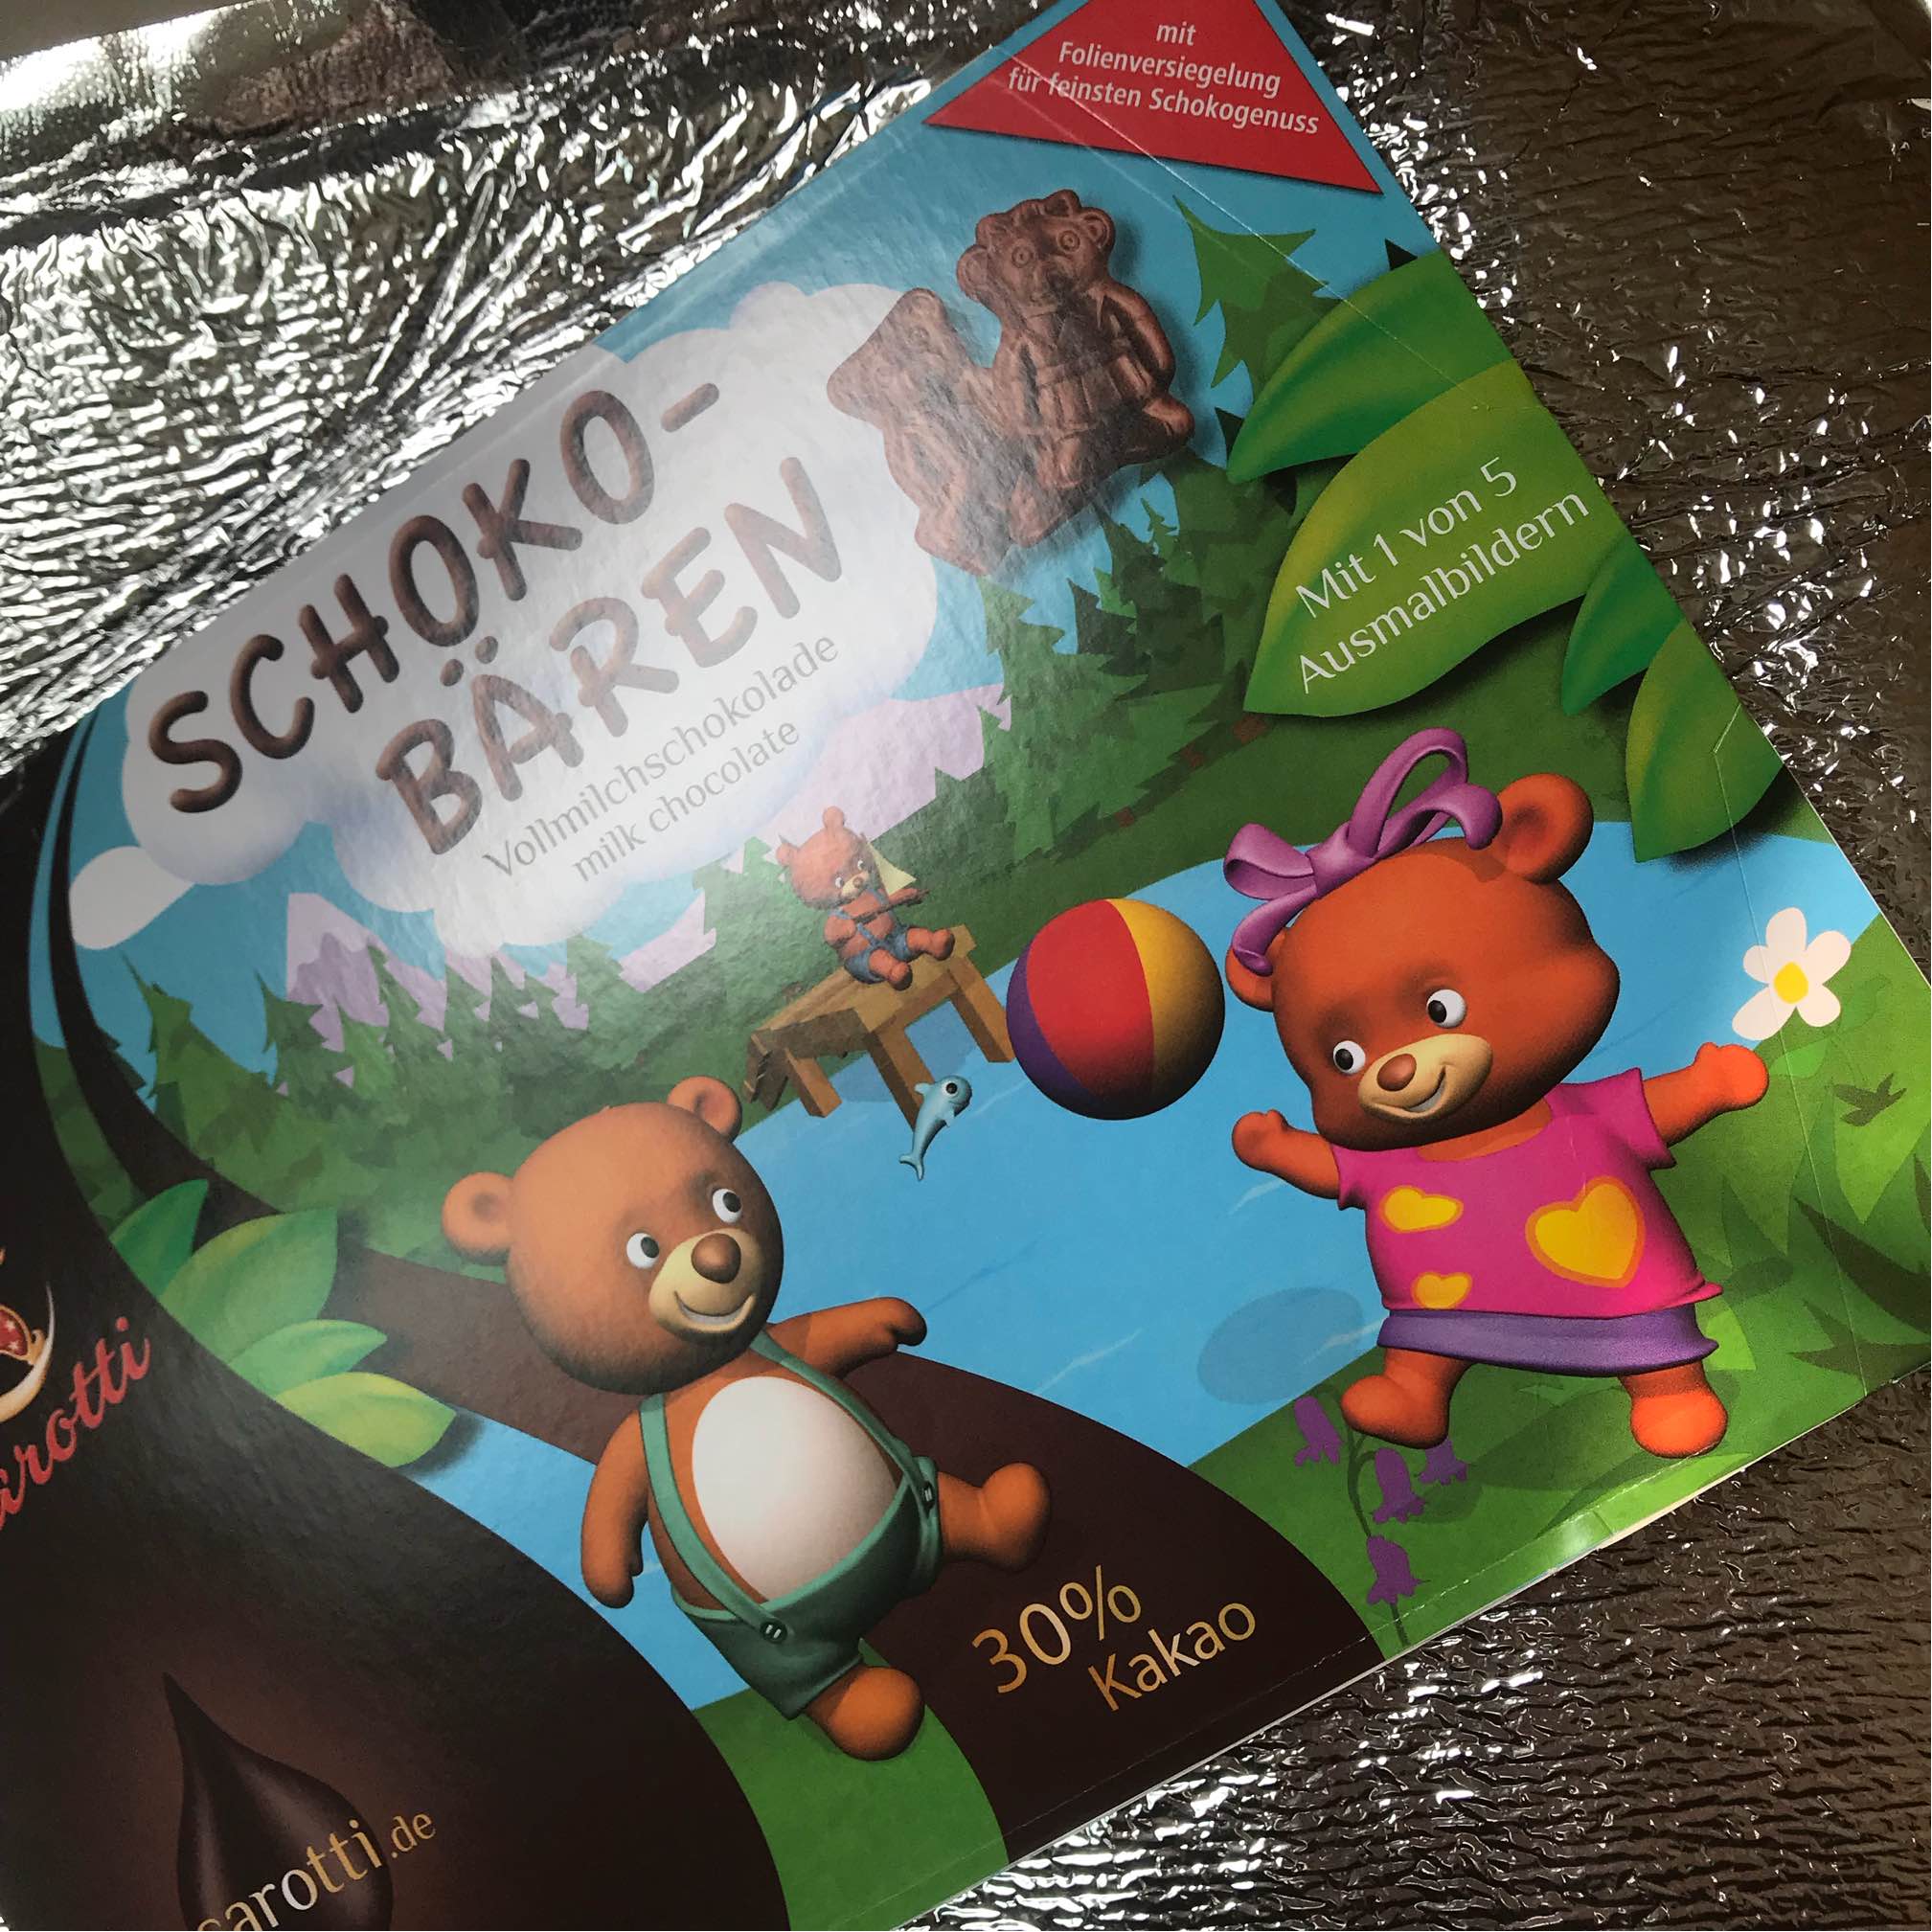 mit
Folienversiegelung
für feinsten Schokogenuss
SCHOKO-
BÄREN
Vollmilchschokolade
milk chocolate
Mit 1 von 5
Ausmalbildern
30%
Kakao
sarotti.de